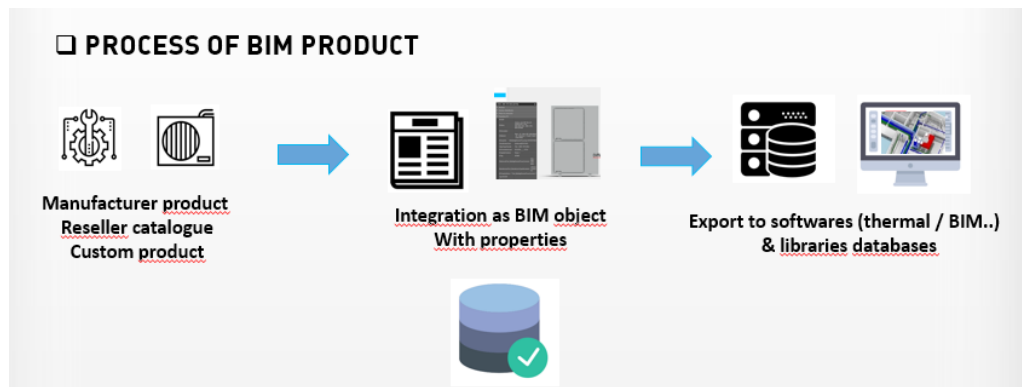 ❑ PROCESS OF BIM PRODUCT
Manufacturer product
Reseller catalogue
Custom product
Integration as BIM object
With properties
Export to softwares (thermal / BIM..)
& libraries databases